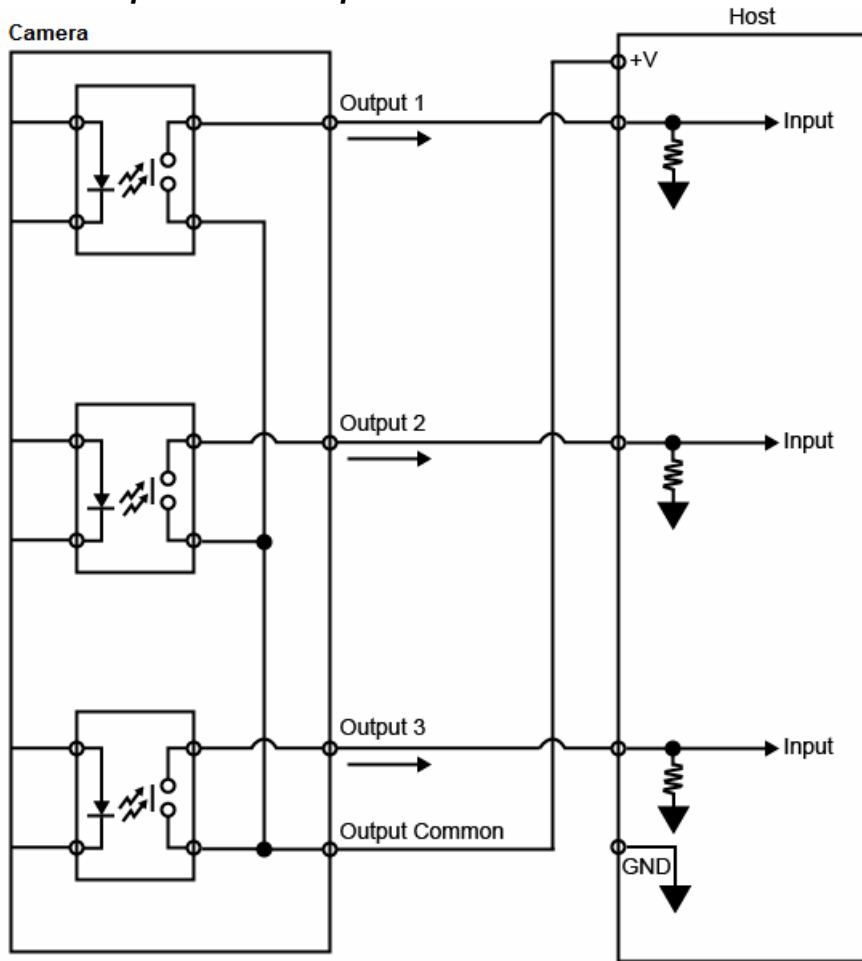 Host
Camera
+V
Output 1
Input
Output 2
Input
Output 3
Input
Output Common
GND